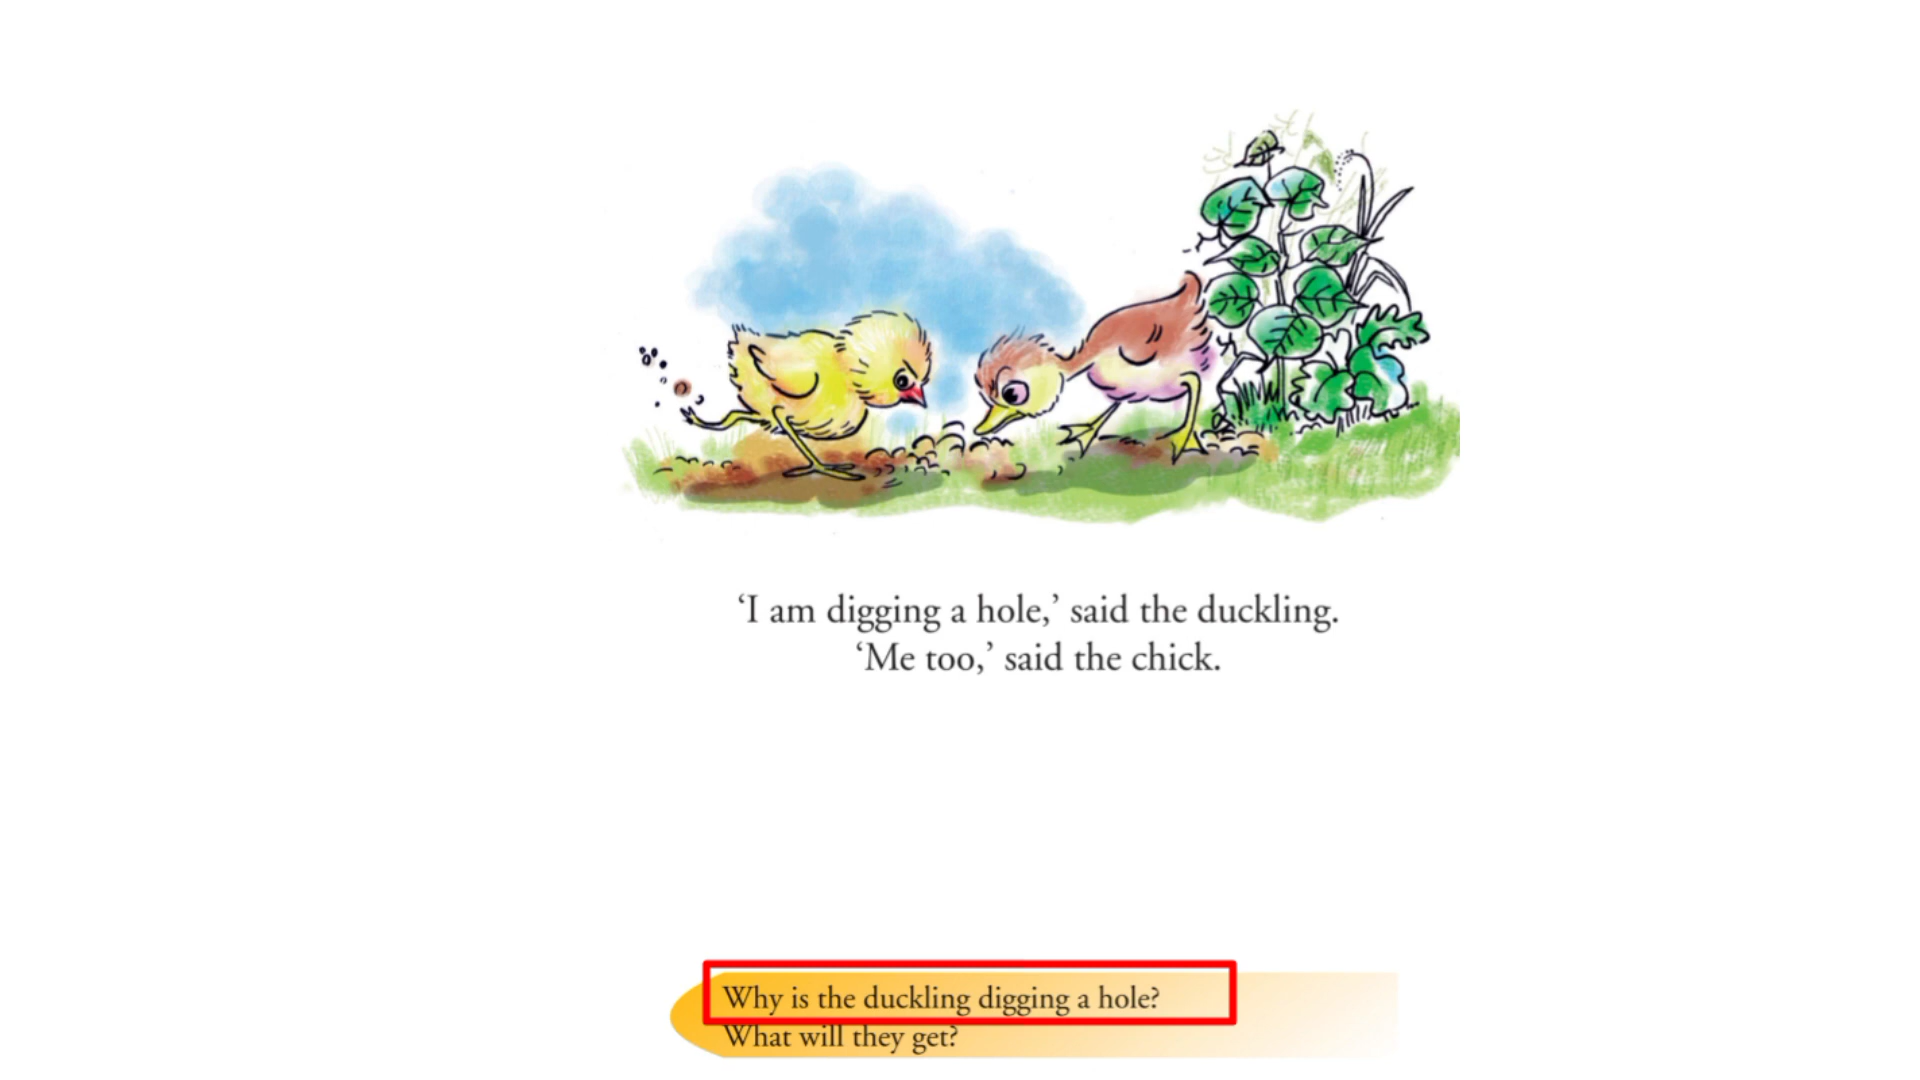 ‘I am digging a hole,’ said the duckling.
‘Me too,’ said the chick.
Why is the duckling digging a hole?
What will they get?